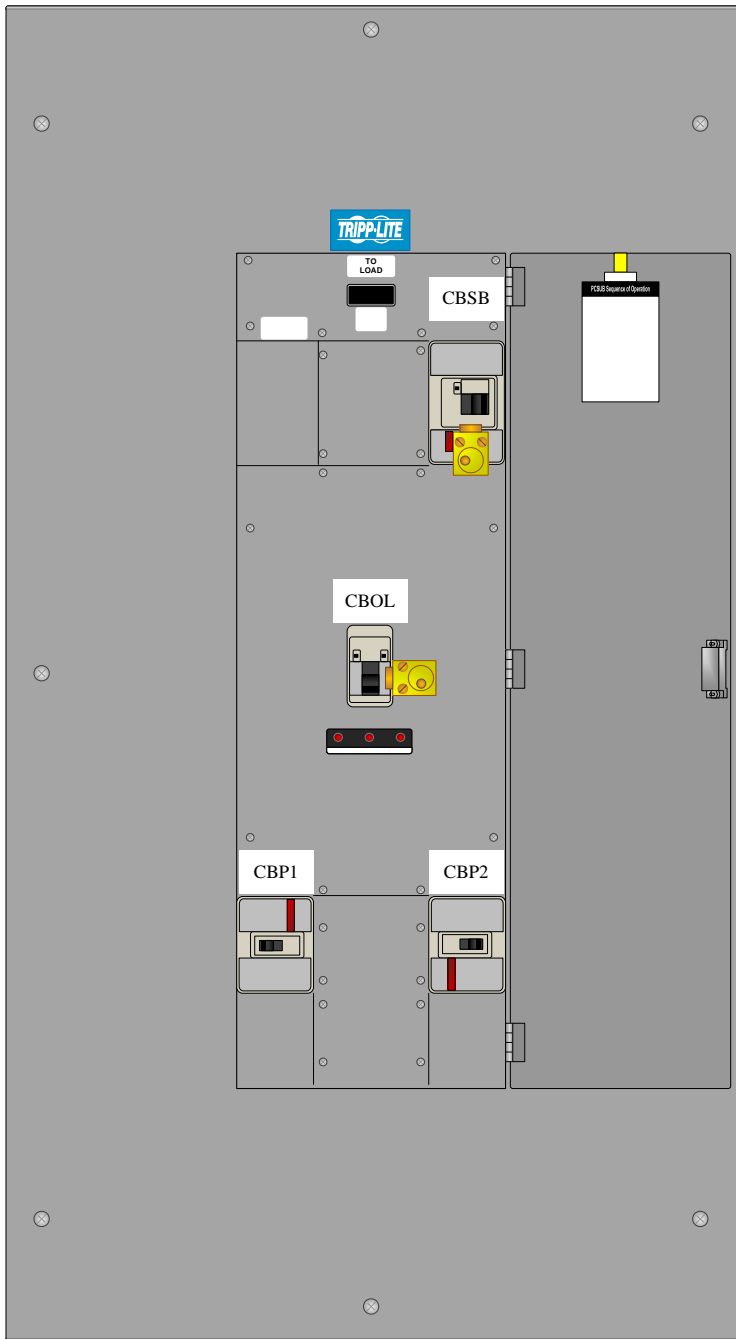 TRIPP·LITE
TO
LOAD
CBSB
PCSUB Sequence of Operation
CBOL
CBP1
CBP2